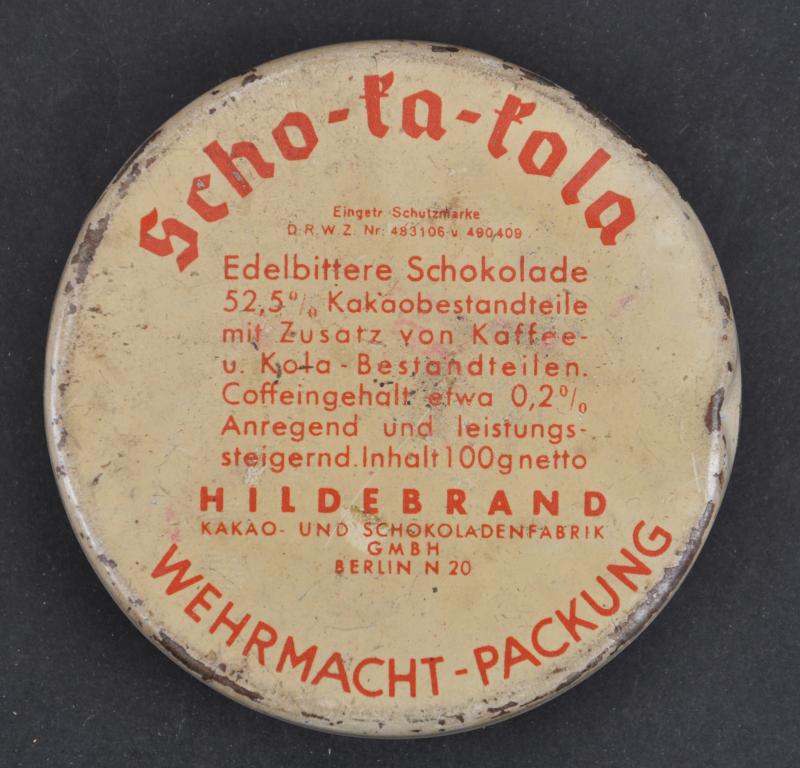 Scho-ka-kola
Eingetr. Schutzmarke
D.R.W.Z. Nr. 483106 u. 490409
Edelbittere Schokolade
52,5% Kakaobestandteile
mit Zusatz von Kaffee-
u. Kola-Bestandteilen.
Coffeingehalt etwa 0,2%
Anregend und leistungs-
steigernd. Inhalt 100g netto
HILDEBRAND
KAKAO- UND SCHOKOLADENFABRIK
GMBH
BERLIN N 20
WEHRMACHT-PACKUNG